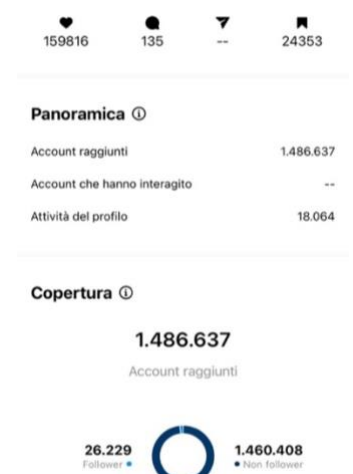 159816 135 -- 24353
Panoramica
Account raggiunti 1.486.637
Account che hanno interagito --
Attività del profilo 18.064
Copertura
1.486.637
Account raggiunti
26.229 1.460.408
Follower Non follower